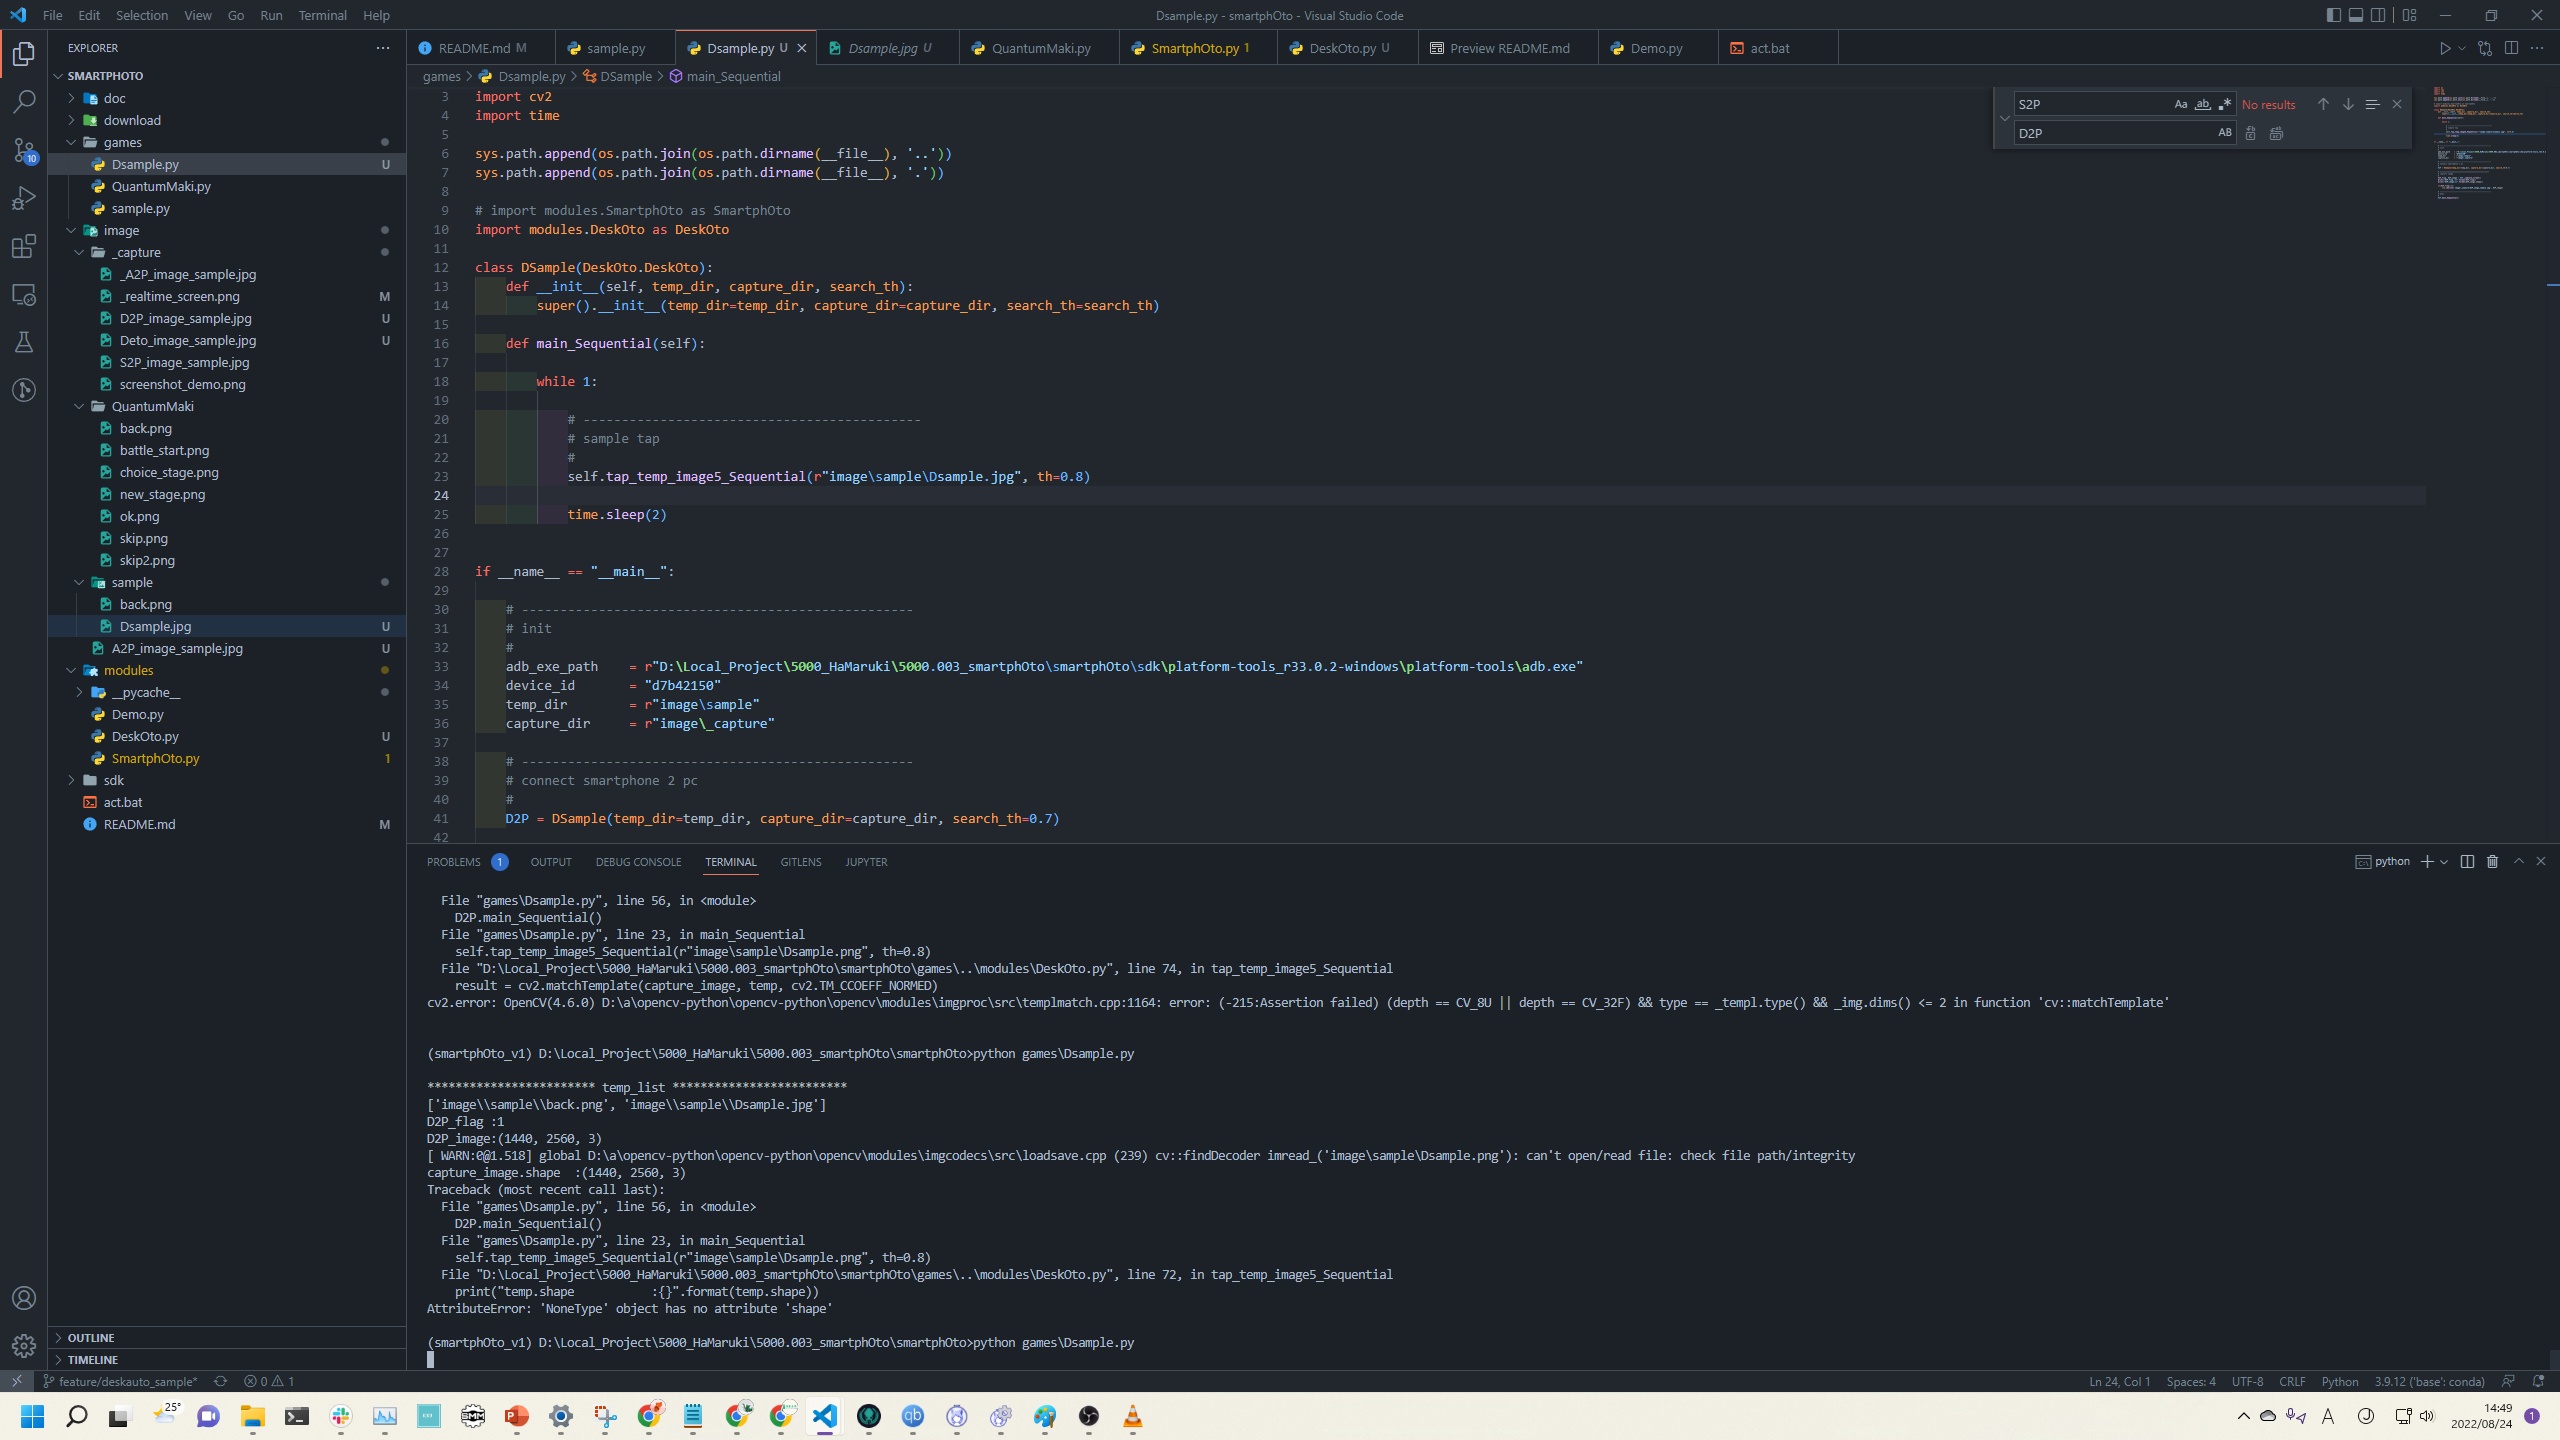 File Edit Selection View Go Run Terminal Help
Dsample.py - smartphOto - Visual Studio Code
EXPLORER
SMARTPHOTO
doc
download
games
Dsample.py U
QuantumMaki.py
sample.py
image
_capture
_A2P_image_sample.jpg
_realtime_screen.png M
D2P_image_sample.jpg U
Deto_image_sample.jpg U
S2P_image_sample.jpg
screenshot_demo.png
QuantumMaki
back.png
battle_start.png
choice_stage.png
new_stage.png
ok.png
skip.png
skip2.png
sample
back.png
Dsample.jpg U
A2P_image_sample.jpg U
modules
__pycache__
Demo.py
DeskOto.py U
SmartphOto.py 1
sdk
act.bat
README.md M
OUTLINE
TIMELINE
10
README.md M sample.py Dsample.py U Dsample.jpg U QuantumMaki.py SmartphOto.py 1 DeskOto.py U Preview README.md Demo.py act.bat
games > Dsample.py > DSample > main_Sequential
S2P Aa ab No results
D2P AB
3 import cv2
4 import time
5
6 sys.path.append(os.path.join(os.path.dirname(__file__), '..'))
7 sys.path.append(os.path.join(os.path.dirname(__file__), '.'))
8
9 # import modules.SmartphOto as SmartphOto
10 import modules.DeskOto as DeskOto
11
12 class DSample(DeskOto.DeskOto):
13 def __init__(self, temp_dir, capture_dir, search_th):
14 super().__init__(temp_dir=temp_dir, capture_dir=capture_dir, search_th=search_th)
15
16 def main_Sequential(self):
17
18 while 1:
19
20 # --------------------------------------------
21 # sample tap
22 #
23 self.tap_temp_image5_Sequential(r"image\sample\Dsample.jpg", th=0.8)
24
25 time.sleep(2)
26
27
28 if __name__ == "__main__":
29
30 # ---------------------------------------------------
31 # init
32 #
33 adb_exe_path = r"D:\Local_Project\5000_HaMaruki\5000.003_smartphOto\smartphOto\sdk\platform-tools_r33.0.2-windows\platform-tools\adb.exe"
34 device_id = "d7b42150"
35 temp_dir = r"image\sample"
36 capture_dir = r"image\_capture"
37
38 # ---------------------------------------------------
39 # connect smartphone 2 pc
40 #
41 D2P = DSample(temp_dir=temp_dir, capture_dir=capture_dir, search_th=0.7)
42
PROBLEMS 1 OUTPUT DEBUG CONSOLE TERMINAL GITLENS JUPYTER python
File "games\Dsample.py", line 56, in <module>
D2P.main_Sequential()
File "games\Dsample.py", line 23, in main_Sequential
self.tap_temp_image5_Sequential(r"image\sample\Dsample.png", th=0.8)
File "D:\Local_Project\5000_HaMaruki\5000.003_smartphOto\smartphOto\games\..\modules\DeskOto.py", line 74, in tap_temp_image5_Sequential
result = cv2.matchTemplate(capture_image, temp, cv2.TM_CCOEFF_NORMED)
cv2.error: OpenCV(4.6.0) D:\a\opencv-python\opencv-python\opencv\modules\imgproc\src\templmatch.cpp:1164: error: (-215:Assertion failed) (depth == CV_8U || depth == CV_32F) && type == _templ.type() && _img.dims() <= 2 in function 'cv::matchTemplate'
(smartphOto_v1) D:\Local_Project\5000_HaMaruki\5000.003_smartphOto\smartphOto>python games\Dsample.py
************************ temp_list *************************
['image\\sample\\back.png', 'image\\sample\\Dsample.jpg']
D2P_flag :1
D2P_image:(1440, 2560, 3)
[ WARN:0@1.518] global D:\a\opencv-python\opencv-python\opencv\modules\imgcodecs\src\loadsave.cpp (239) cv::findDecoder imread_('image\sample\Dsample.png'): can't open/read file: check file path/integrity
capture_image.shape :(1440, 2560, 3)
Traceback (most recent call last):
File "games\Dsample.py", line 56, in <module>
D2P.main_Sequential()
File "games\Dsample.py", line 23, in main_Sequential
self.tap_temp_image5_Sequential(r"image\sample\Dsample.png", th=0.8)
File "D:\Local_Project\5000_HaMaruki\5000.003_smartphOto\smartphOto\games\..\modules\DeskOto.py", line 72, in tap_temp_image5_Sequential
print("temp.shape :{}".format(temp.shape))
AttributeError: 'NoneType' object has no attribute 'shape'
(smartphOto_v1) D:\Local_Project\5000_HaMaruki\5000.003_smartphOto\smartphOto>python games\Dsample.py
feature/deskauto_sample* 0 1 Ln 24, Col 1 Spaces: 4 UTF-8 CRLF Python 3.9.12 ('base': conda)
25° SMM qb A J 14:49
2022/08/24 1